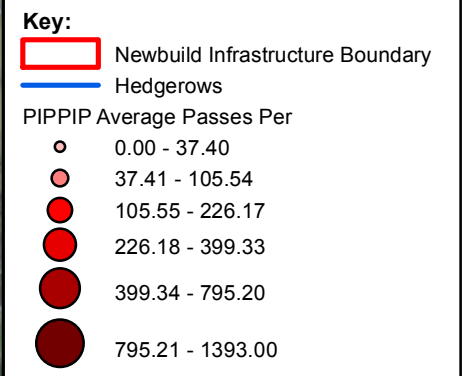 Key:
Newbuild Infrastructure Boundary
Hedgerows
PIPPIP Average Passes Per
0.00 - 37.40
37.41 - 105.54
105.55 - 226.17
226.18 - 399.33
399.34 - 795.20
795.21 - 1393.00